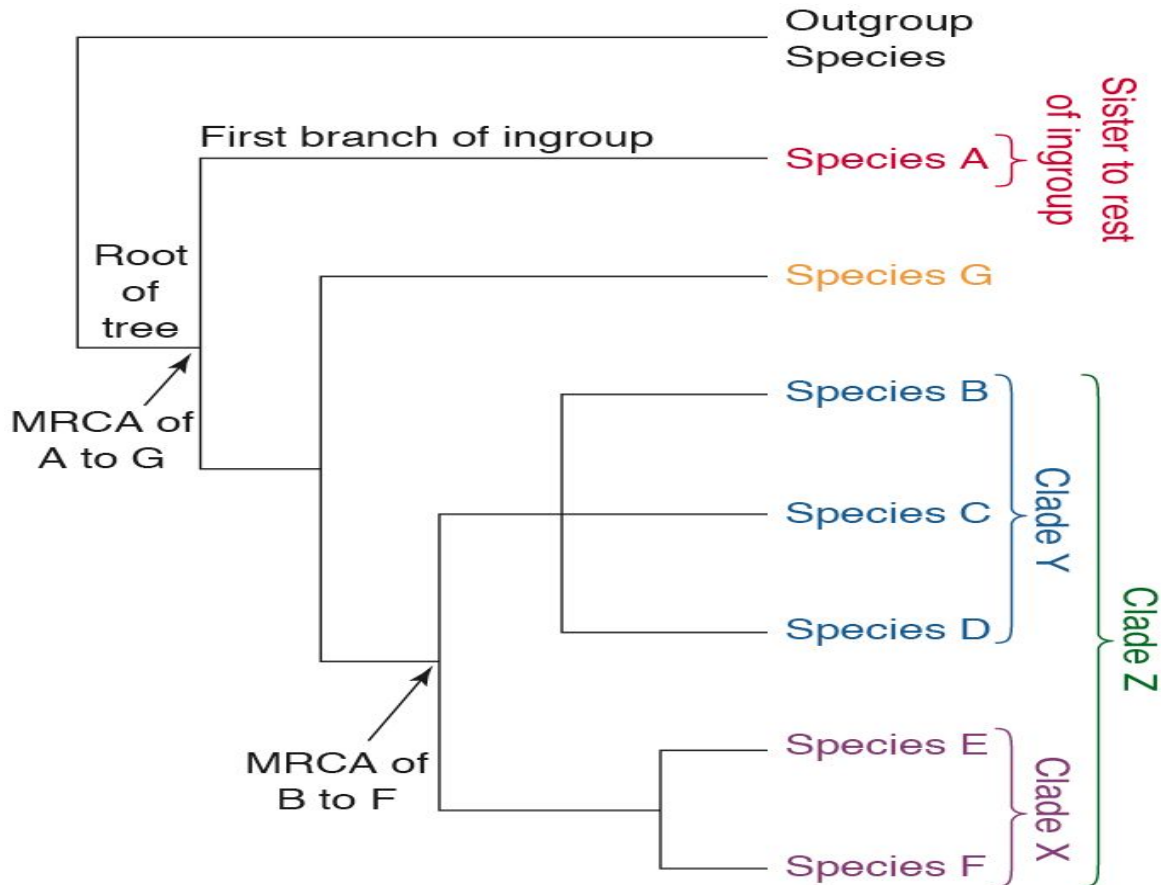 Outgroup
Species
First branch of ingroup
Species A
Sister to rest
of ingroup
Root
of
tree
Species G
MRCA of
A to G
Species B
Species C
Species D
Clade Y
Clade Z
MRCA of
B to F
Species E
Species F
Clade X